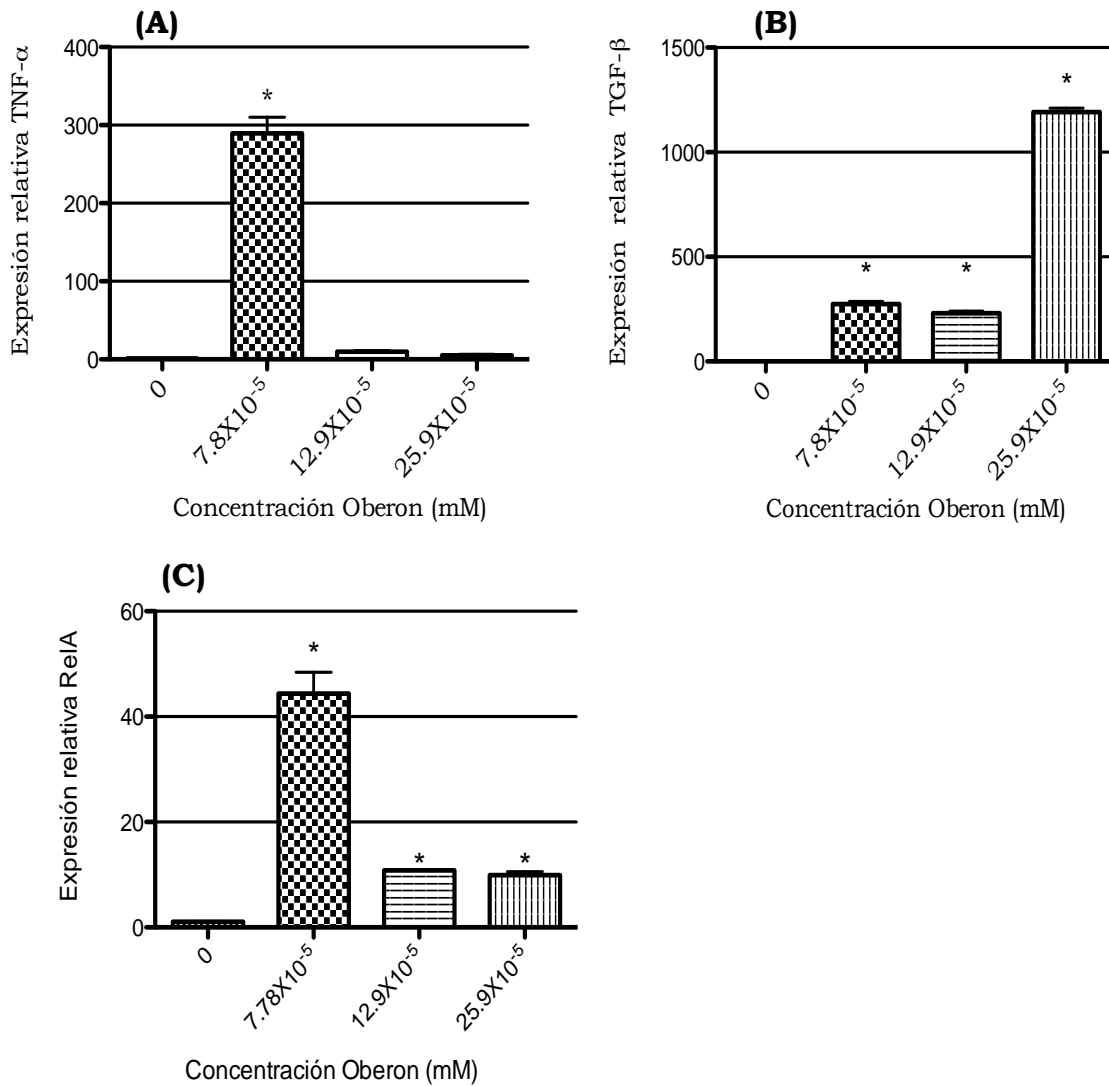 (A)
Expresión relativa TNF-α
400
300
200
100
0
*
0
7.8X10⁻⁵
12.9X10⁻⁵
25.9X10⁻⁵
Concentración Oberon (mM)
(B)
Expresión relativa TGF-β
1500
1000
500
0
*
*
*
0
7.8X10⁻⁵
12.9X10⁻⁵
25.9X10⁻⁵
Concentración Oberon (mM)
(C)
Expresión relativa RelA
60
40
20
0
*
*
*
0
7.78X10⁻⁵
12.9X10⁻⁵
25.9X10⁻⁵
Concentración Oberon (mM)